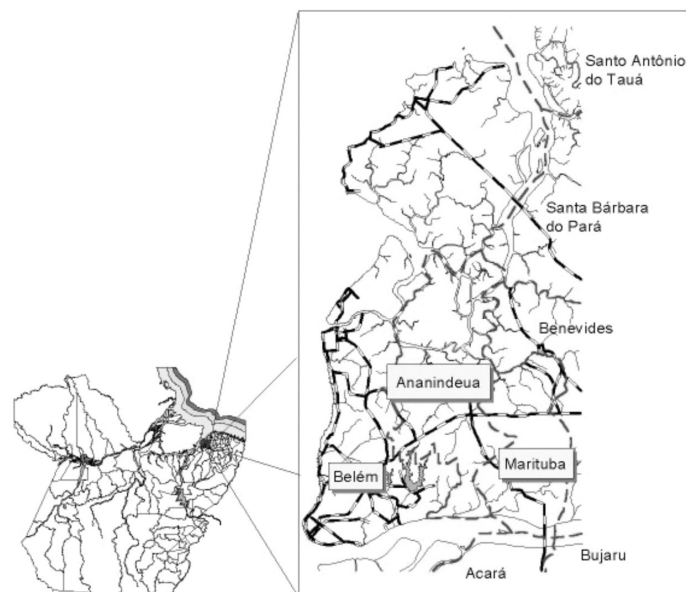 Santo Antônio
do Tauá
Santa Bárbara
do Pará
Benevides
Ananindeua
Belém
Marituba
Bujaru
Acará